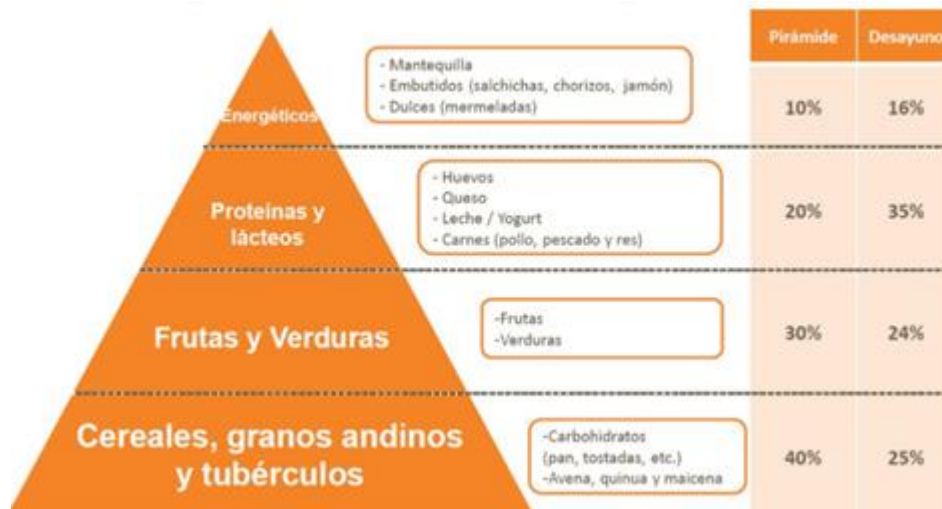 Pirámide Desayuno
Energéticos
- Mantequilla
- Embutidos (salchichas, chorizos, jamón)
- Dulces (mermeladas)
10% 16%
Proteinas y
lácteos
- Huevos
- Queso
- Leche / Yogurt
- Carnes (pollo, pescado y res)
20% 35%
Frutas y Verduras
-Frutas
-Verduras
30% 24%
Cereales, granos andinos
y tubérculos
-Carbohidratos
(pan, tostadas, etc.)
-Avena, quinua y maicena
40% 25%